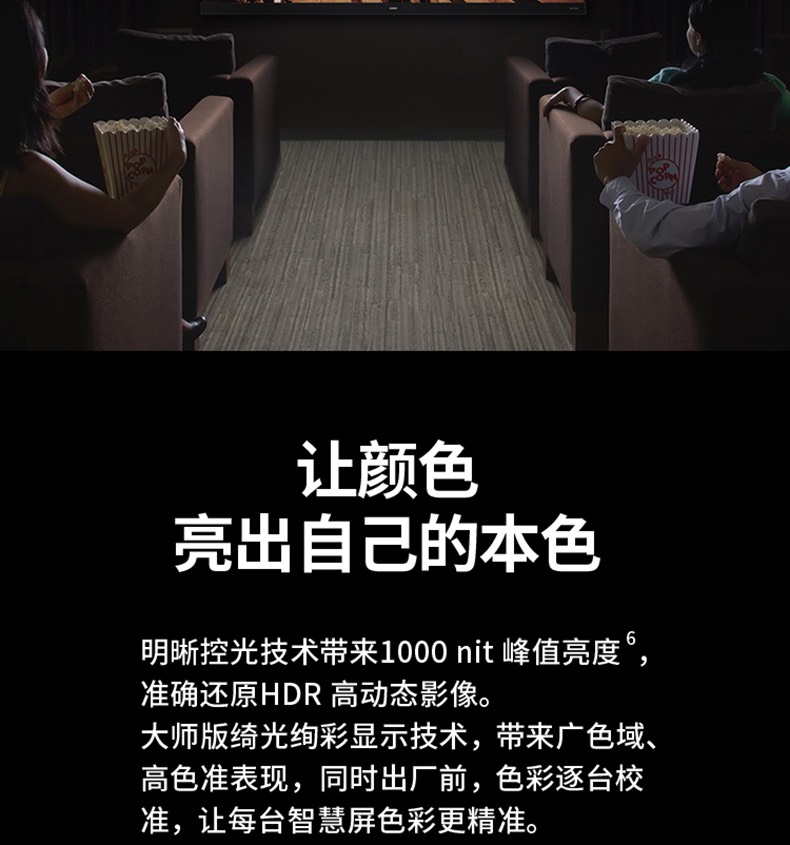 POP
CORN
POP
CORN
让颜色
亮出自己的本色
明晰控光技术带来1000 nit 峰值亮度6，
准确还原HDR 高动态影像。
大师版绮光绚彩显示技术，带来广色域、
高色准表现，同时出厂前，色彩逐台校
准，让每台智慧屏色彩更精准。